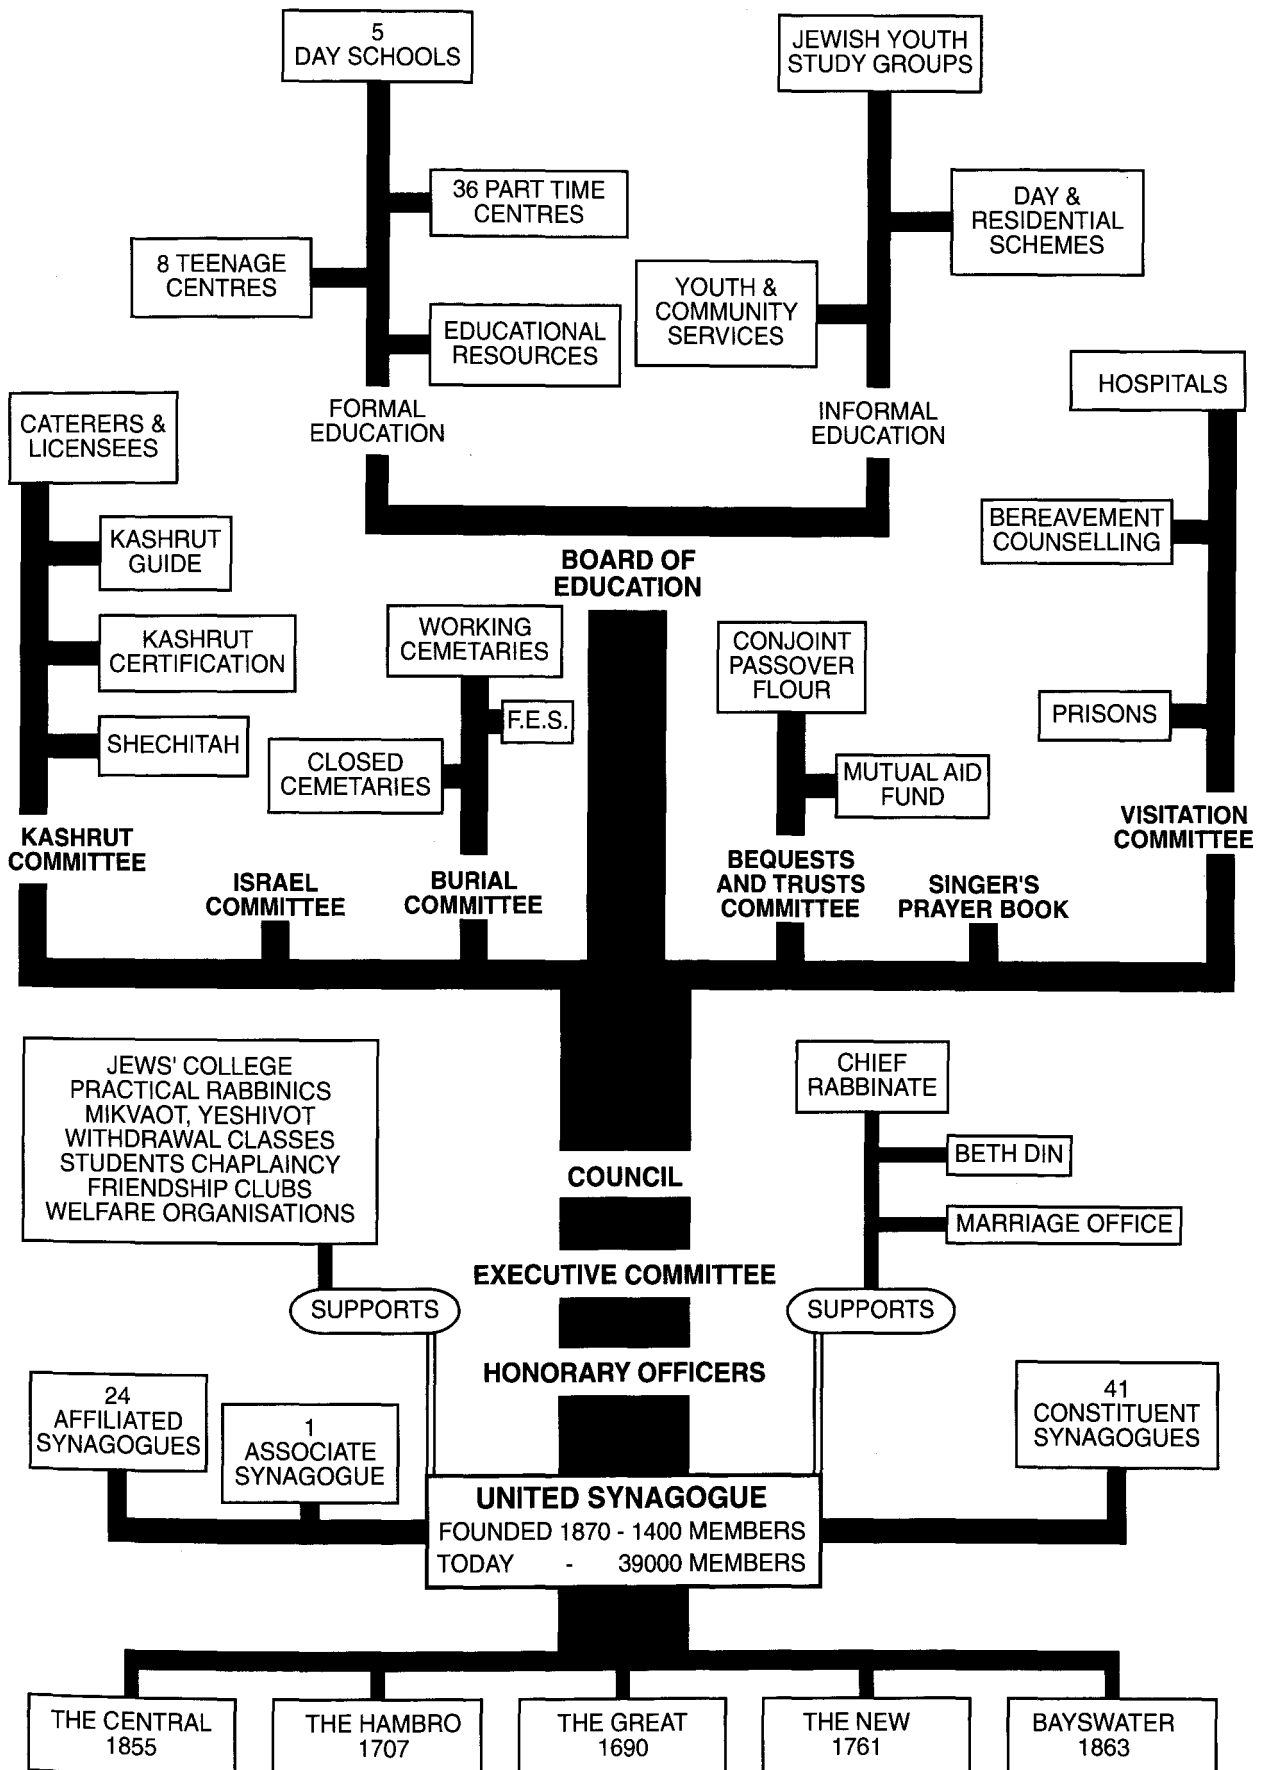 5
DAY SCHOOLS
JEWISH YOUTH
STUDY GROUPS
36 PART TIME
CENTRES
DAY &
RESIDENTIAL
SCHEMES
8 TEENAGE
CENTRES
YOUTH &
COMMUNITY
SERVICES
EDUCATIONAL
RESOURCES
HOSPITALS
CATERERS &
LICENSEES
FORMAL
EDUCATION
INFORMAL
EDUCATION
BEREAVEMENT
COUNSELLING
KASHRUT
GUIDE
BOARD OF
EDUCATION
KASHRUT
CERTIFICATION
WORKING
CEMETARIES
CONJOINT
PASSOVER
FLOUR
F.E.S.
PRISONS
SHECHITAH
CLOSED
CEMETARIES
MUTUAL AID
FUND
KASHRUT
COMMITTEE
VISITATION
COMMITTEE
ISRAEL
COMMITTEE
BURIAL
COMMITTEE
BEQUESTS
AND TRUSTS
COMMITTEE
SINGER'S
PRAYER BOOK
JEWS' COLLEGE
PRACTICAL RABBINICS
MIKVAOT, YESHIVOT
WITHDRAWAL CLASSES
STUDENTS CHAPLAINCY
FRIENDSHIP CLUBS
WELFARE ORGANISATIONS
CHIEF
RABBINATE
BETH DIN
COUNCIL
MARRIAGE OFFICE
EXECUTIVE COMMITTEE
SUPPORTS
SUPPORTS
HONORARY OFFICERS
24
AFFILIATED
SYNAGOGUES
1
ASSOCIATE
SYNAGOGUE
41
CONSTITUENT
SYNAGOGUES
UNITED SYNAGOGUE
FOUNDED 1870 - 1400 MEMBERS
TODAY - 39000 MEMBERS
THE CENTRAL
1855
THE HAMBRO
1707
THE GREAT
1690
THE NEW
1761
BAYSWATER
1863